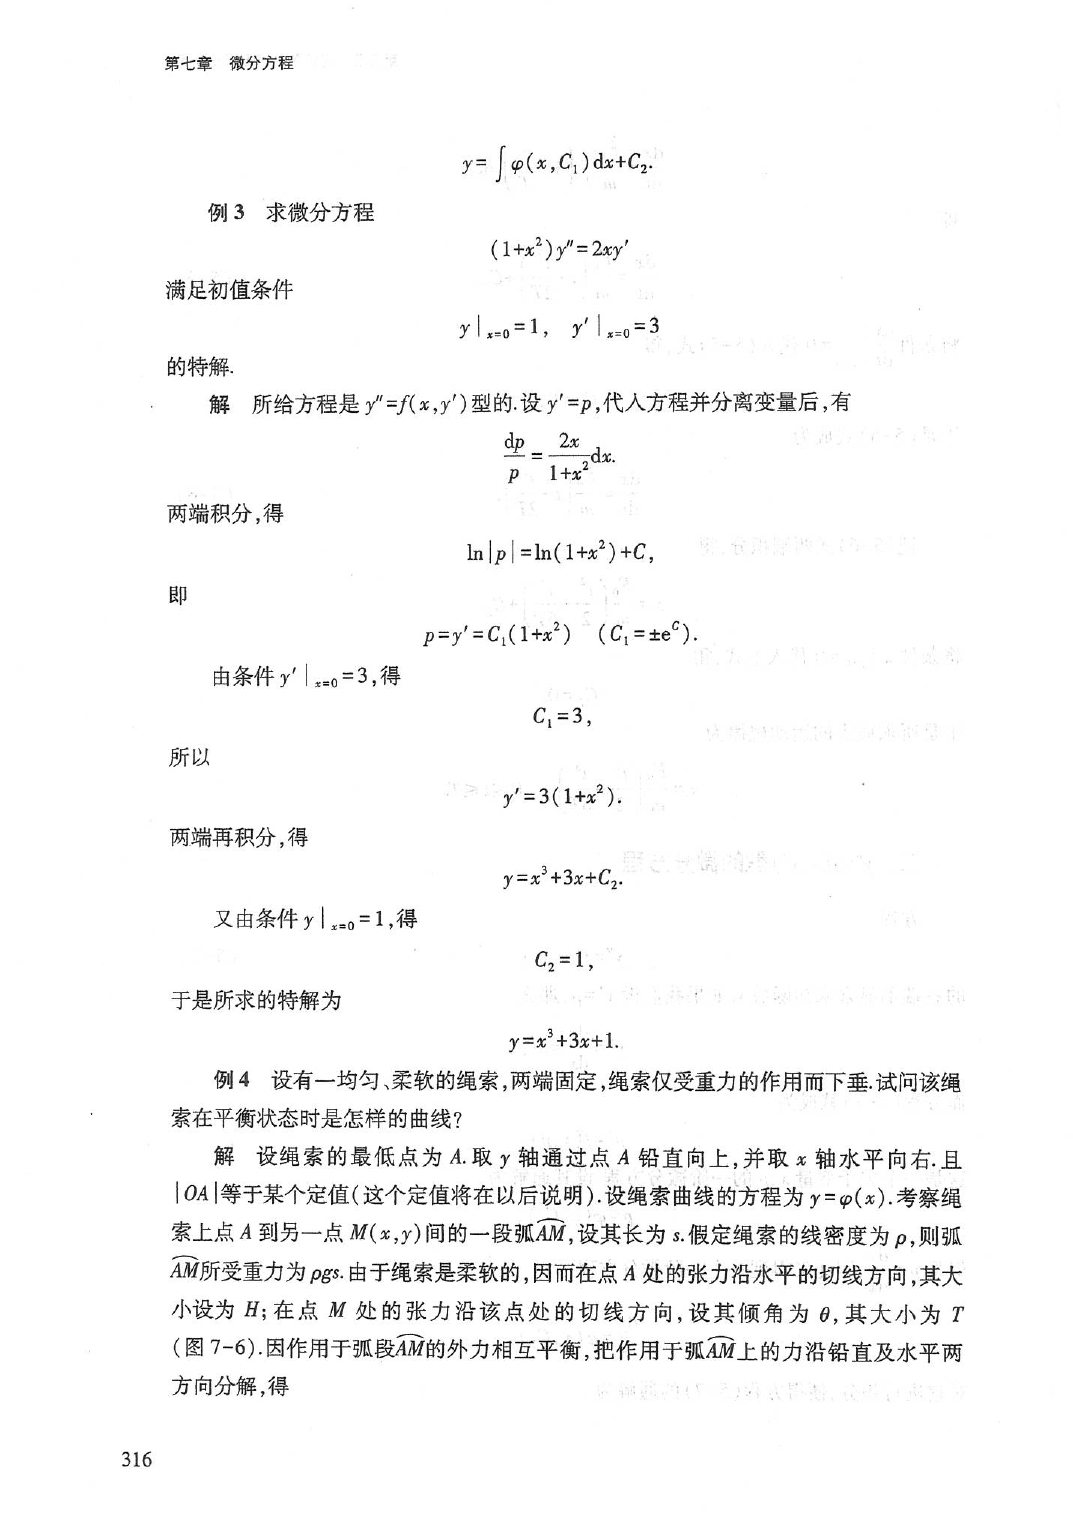 第七章 微分方程
y=∫φ(x,C₁)dx+C₂.
例3 求微分方程
(1+x²)y″=2xy′
满足初值条件
y|ₓ₌₀=1, y′|ₓ₌₀=3
的特解.
解 所给方程是 y″=f(x,y′)型的.设 y′=p,代入方程并分离变量后,有
dp/p=2x/(1+x²)dx.
两端积分,得
ln|p|=ln(1+x²)+C,
即
p=y′=C₁(1+x²) (C₁=±e^C).
由条件 y′|ₓ₌₀=3,得
C₁=3,
所以
y′=3(1+x²).
两端再积分,得
y=x³+3x+C₂.
又由条件 y|ₓ₌₀=1,得
C₂=1,
于是所求的特解为
y=x³+3x+1.
例4 设有一均匀、柔软的绳索,两端固定,绳索仅受重力的作用而下垂.试问该绳
索在平衡状态时是怎样的曲线?
解 设绳索的最低点为 A.取 y 轴通过点 A 铅直向上,并取 x 轴水平向右.且
|OA|等于某个定值(这个定值将在以后说明).设绳索曲线的方程为 y=φ(x).考察绳
索上点 A 到另一点 M(x,y)间的一段弧A͡M,设其长为 s.假定绳索的线密度为 ρ,则弧
A͡M所受重力为 ρgs.由于绳索是柔软的,因而在点 A 处的张力沿水平的切线方向,其大
小设为 H;在点 M 处的张力沿该点处的切线方向,设其倾角为 θ,其大小为 T
(图 7-6).因作用于弧段A͡M的外力相互平衡,把作用于弧A͡M上的力沿铅直及水平两
方向分解,得
316